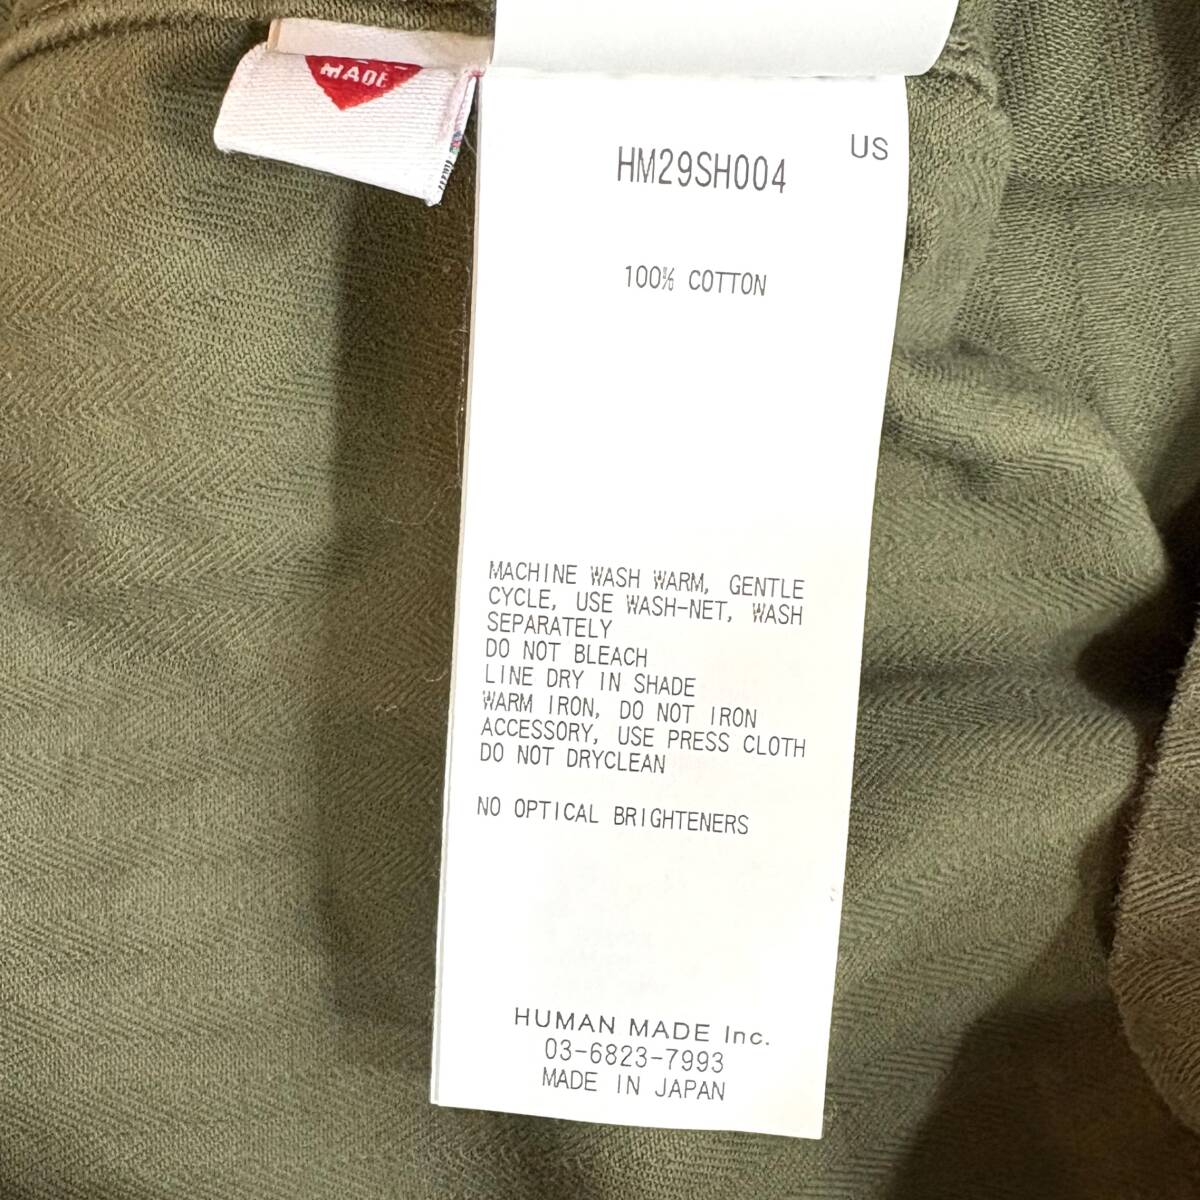 MADE
US
HM29SH004
100% COTTON
MACHINE WASH WARM, GENTLE
CYCLE, USE WASH-NET, WASH
SEPARATELY
DO NOT BLEACH
LINE DRY IN SHADE
WARM IRON, DO NOT IRON
ACCESSORY, USE PRESS CLOTH
DO NOT DRYCLEAN
NO OPTICAL BRIGHTENERS
HUMAN MADE Inc.
03-6823-7993
MADE IN JAPAN